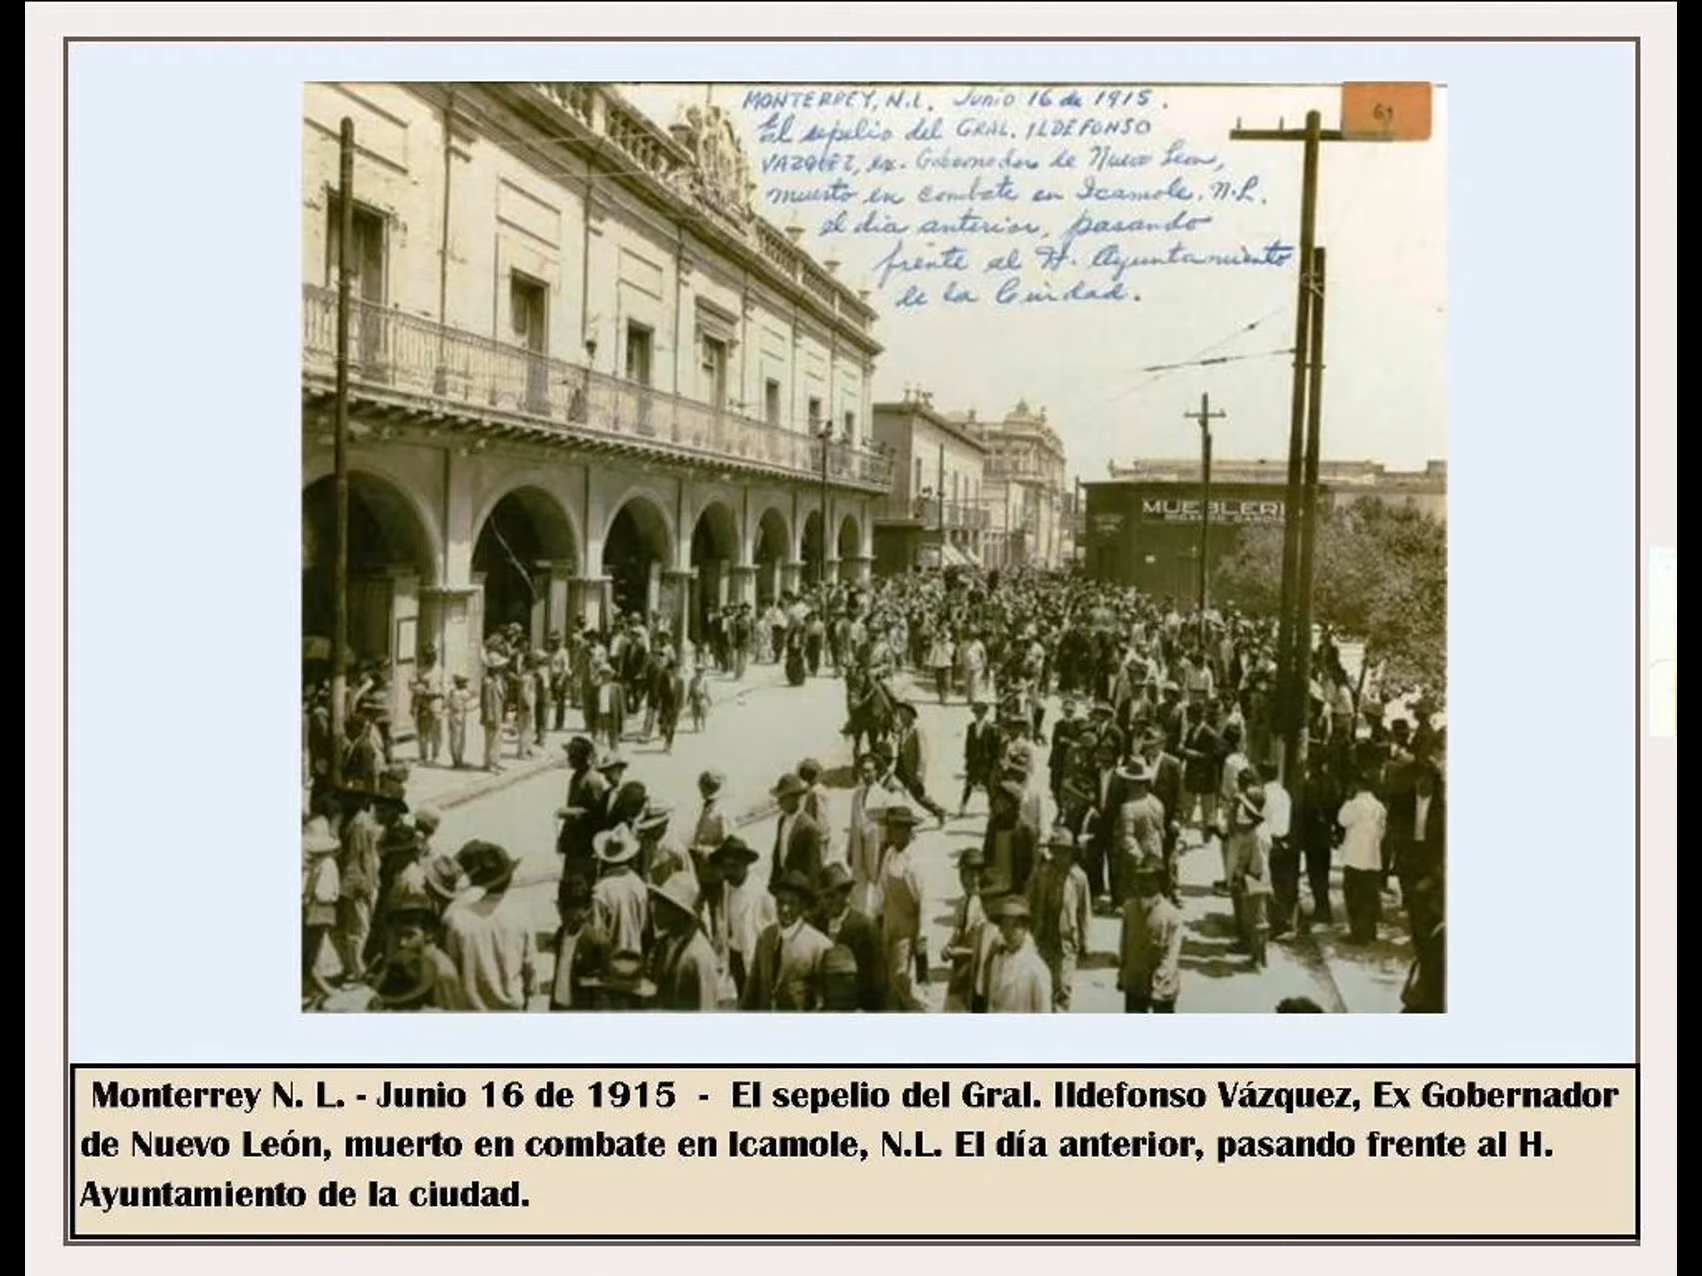 MONTERREY, N.L. Junio 16 de 1915.
El sepelio del GRAL. ILDEFONSO
VAZQUEZ, ex. Gobernador de Nuevo Leon,
muerto en combate en Icamole, N.L.
el dia anterior, pasando
frente al H. Ayuntamiento
de la Ciudad.
61
MUEBLERI
Monterrey N. L. - Junio 16 de 1915 - El sepelio del Gral. Ildefonso Vázquez, Ex Gobernador
de Nuevo León, muerto en combate en Icamole, N.L. El día anterior, pasando frente al H.
Ayuntamiento de la ciudad.